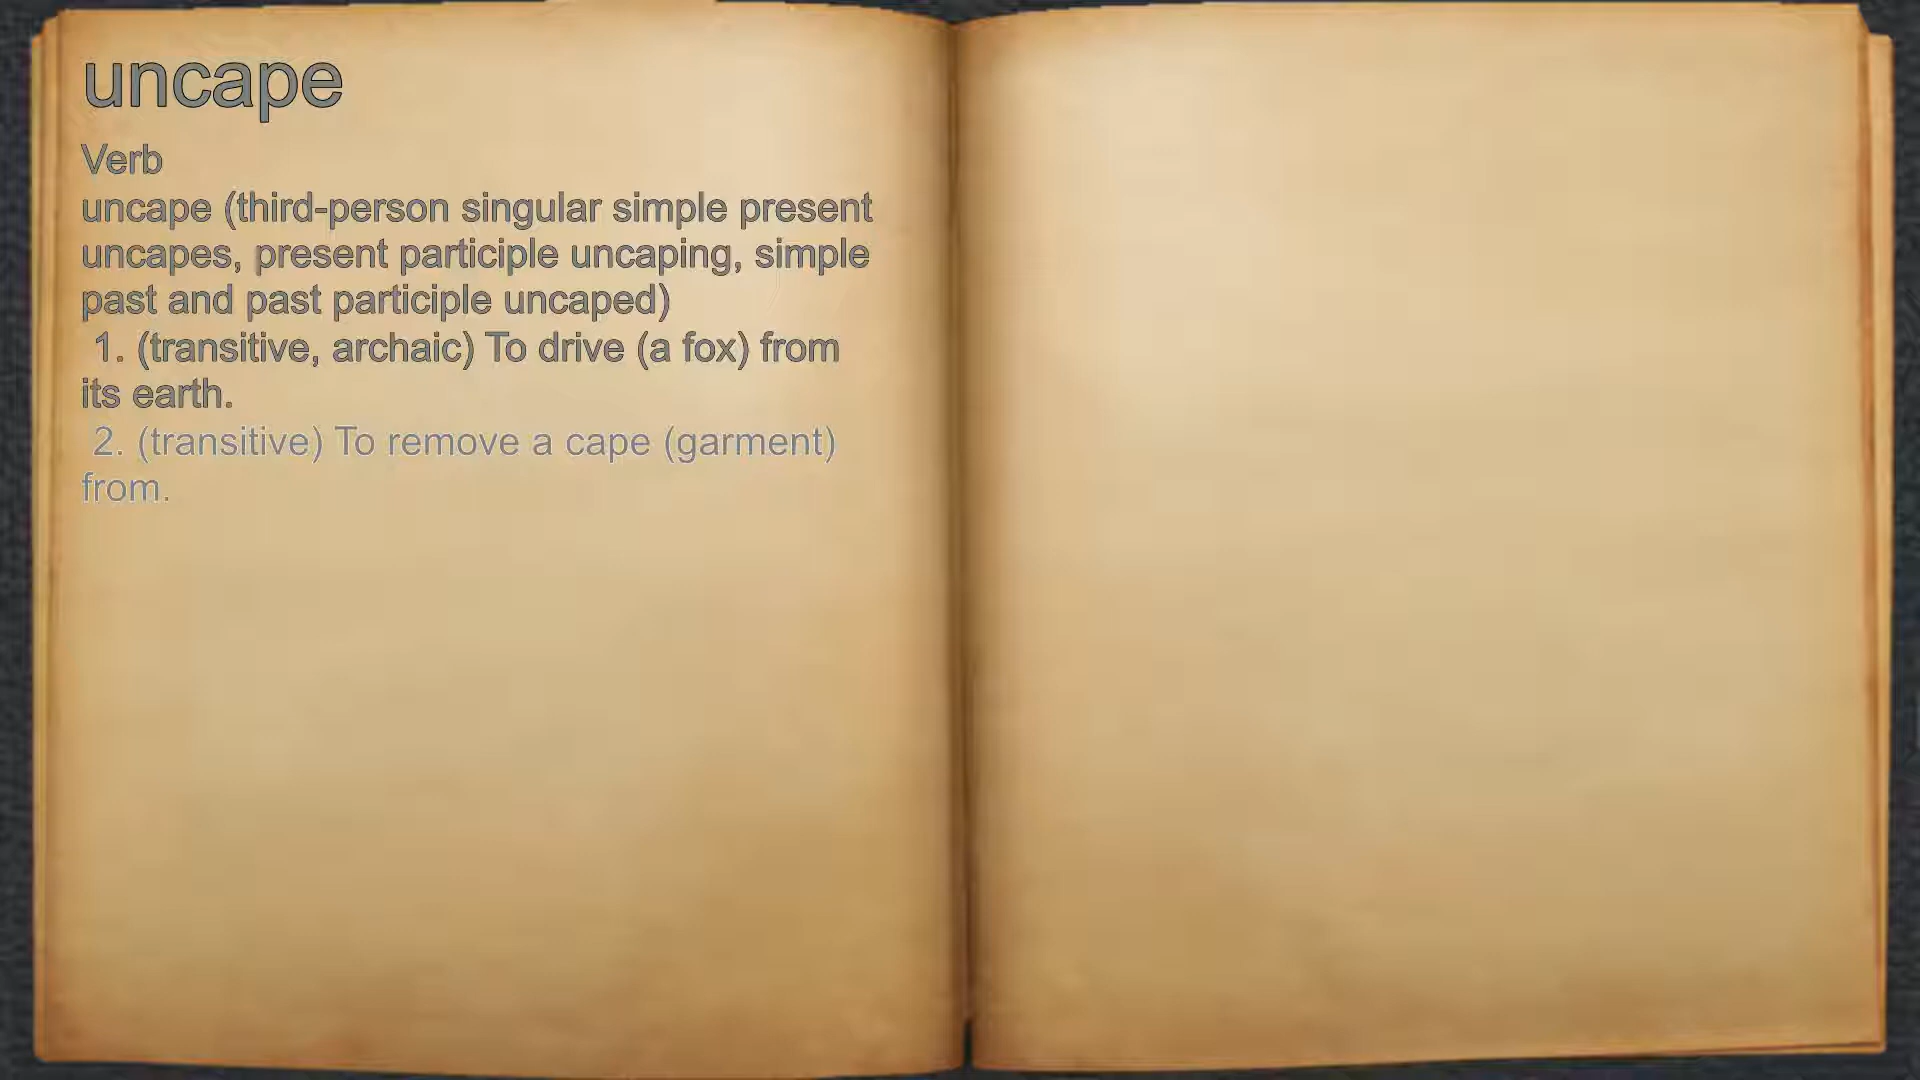 uncape
Verb
uncape (third-person singular simple present
uncapes, present participle uncaping, simple
past and past participle uncaped)
1. (transitive, archaic) To drive (a fox) from
its earth.
2. (transitive) To remove a cape (garment)
from.